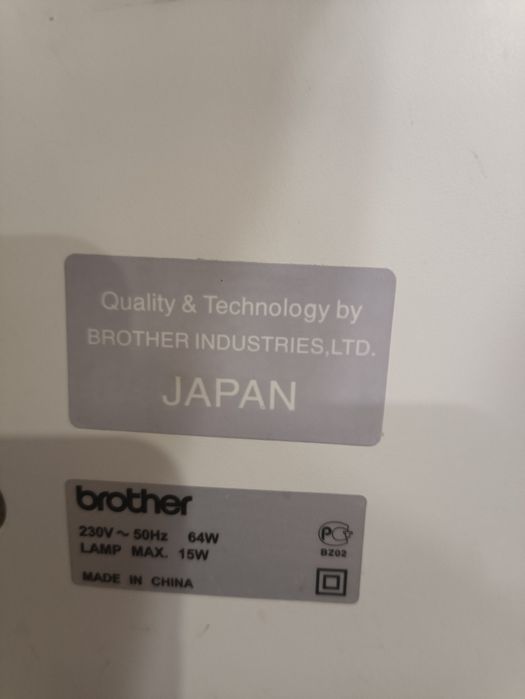 Quality & Technology by
BROTHER INDUSTRIES,LTD.
JAPAN
brother
230V ~ 50Hz 64W
LAMP MAX. 15W
MADE IN CHINA
PCT
BZ02